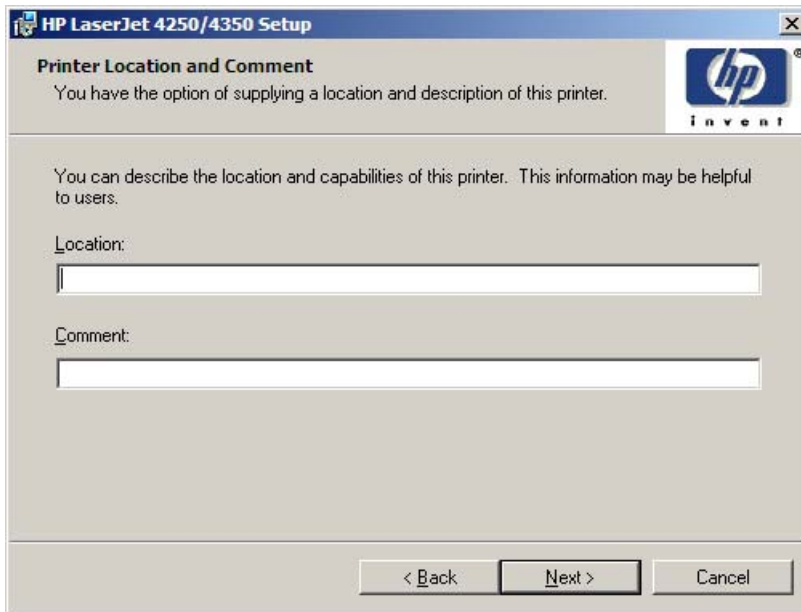 HP LaserJet 4250/4350 Setup
Printer Location and Comment
You have the option of supplying a location and description of this printer.
hp
®
invent
You can describe the location and capabilities of this printer. This information may be helpful
to users.
Location:
Comment:
< Back
Next >
Cancel